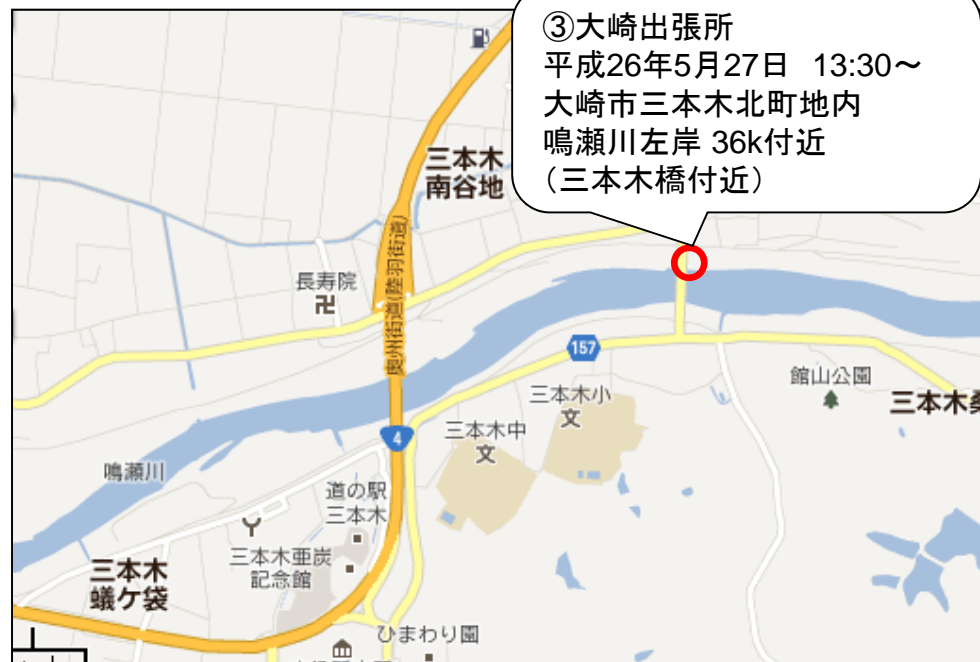 ③大崎出張所
平成26年5月27日 13:30～
大崎市三本木北町地内
鳴瀬川左岸 36k付近
（三本木橋付近）
三本木
南谷地
奥州街道(陸羽街道)
長寿院
157
館山公園
三本木小
文
三本木桑
三本木中
文
4
鳴瀬川
道の駅
三本木
三本木亜炭
記念館
三本木
蟻ケ袋
ひまわり園